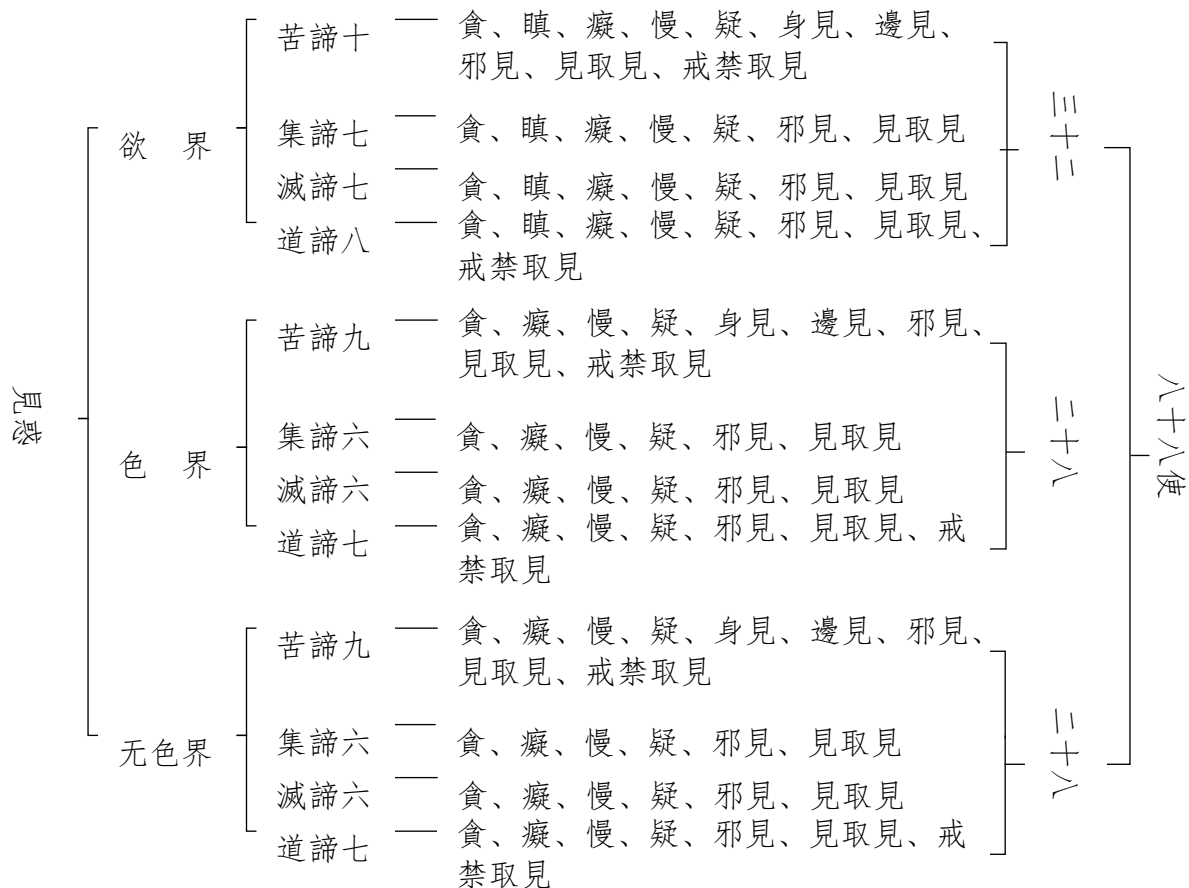 見惑
欲　界
苦諦十
貪、瞋、癡、慢、疑、身見、邊見、
邪見、見取見、戒禁取見
集諦七
貪、瞋、癡、慢、疑、邪見、見取見
滅諦七
貪、瞋、癡、慢、疑、邪見、見取見
道諦八
貪、瞋、癡、慢、疑、邪見、見取見、
戒禁取見
三十二
色　界
苦諦九
貪、癡、慢、疑、身見、邊見、邪見、
見取見、戒禁取見
集諦六
貪、癡、慢、疑、邪見、見取見
滅諦六
貪、癡、慢、疑、邪見、見取見
道諦七
貪、癡、慢、疑、邪見、見取見、戒
禁取見
二十八
无色界
苦諦九
貪、癡、慢、疑、身見、邊見、邪見、
見取見、戒禁取見
集諦六
貪、癡、慢、疑、邪見、見取見
滅諦六
貪、癡、慢、疑、邪見、見取見
道諦七
貪、癡、慢、疑、邪見、見取見、戒
禁取見
二十八
八十八使